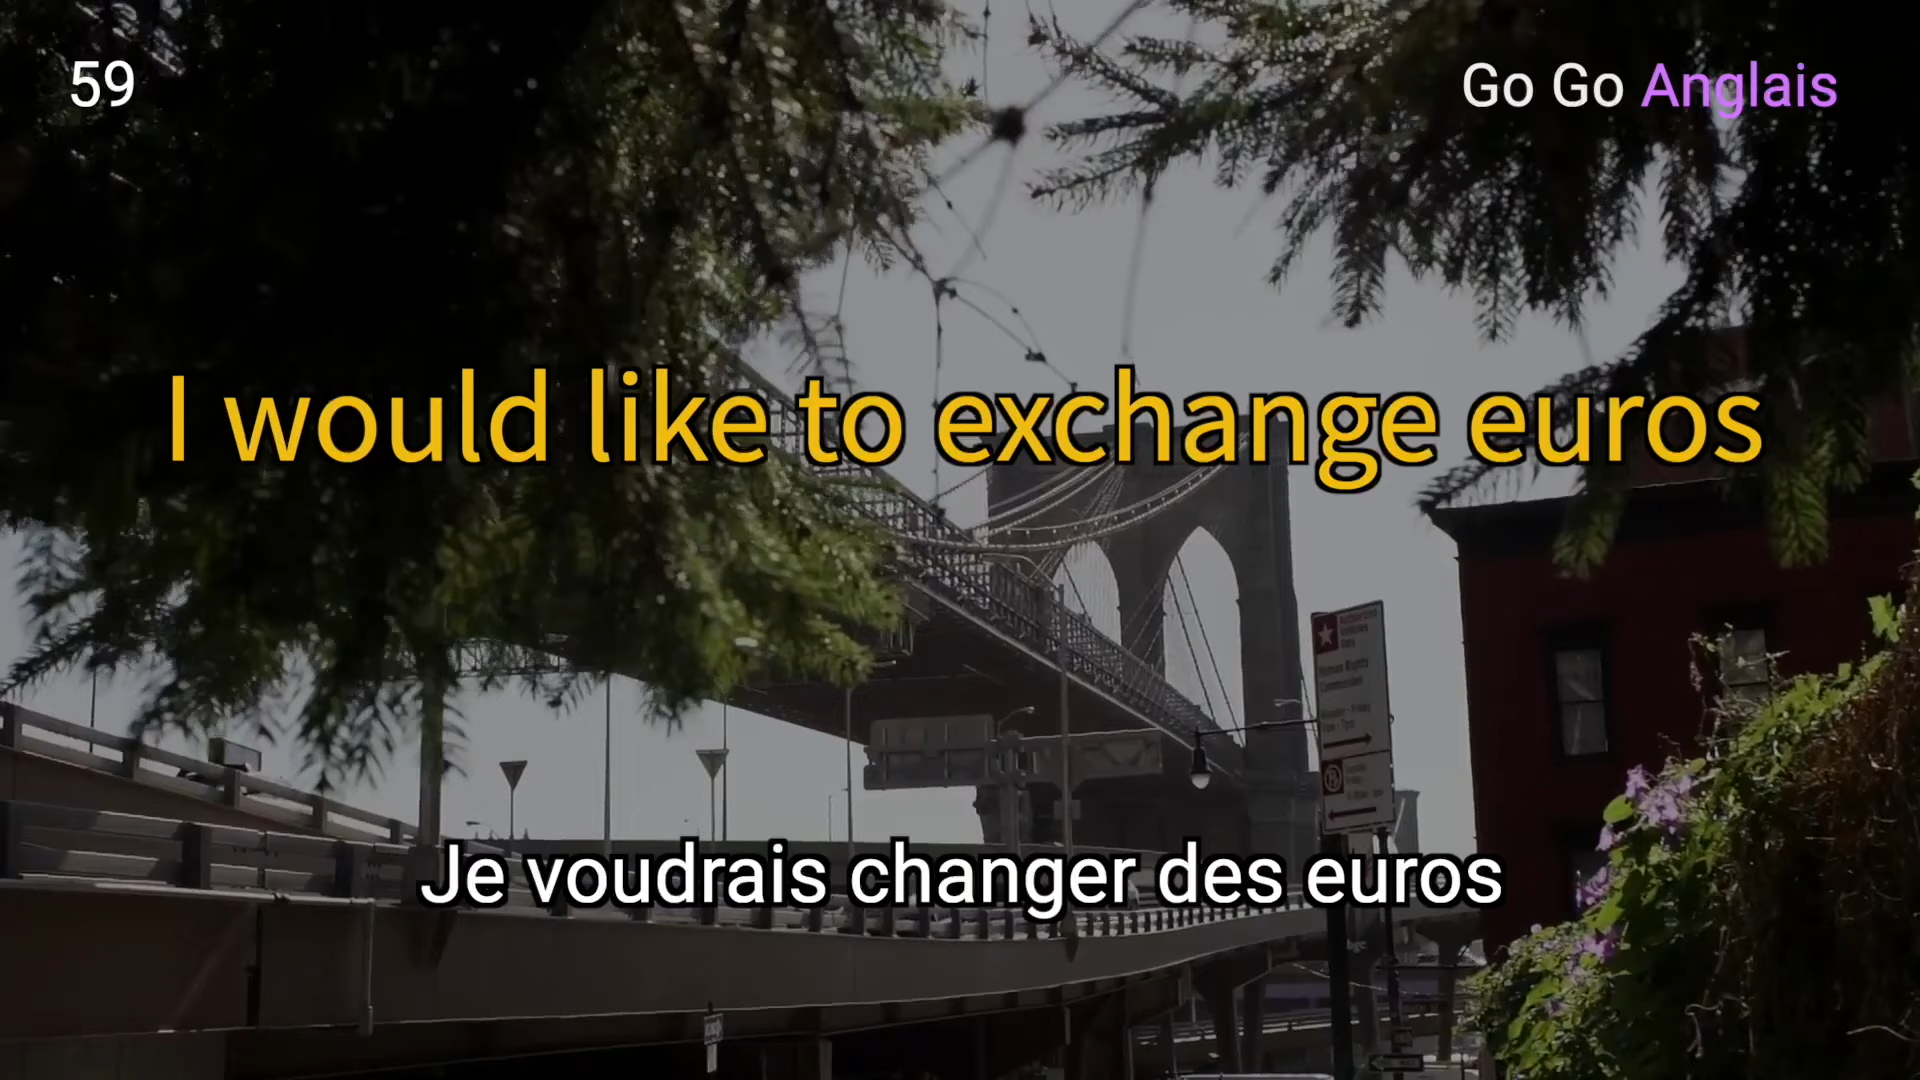 59
Go Go Anglais
I would like to exchange euros
Je voudrais changer des euros